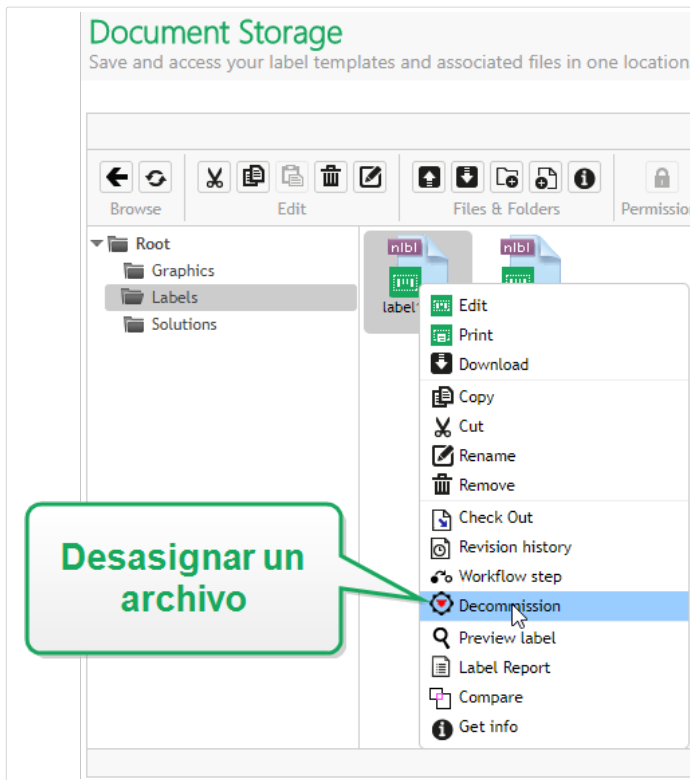 Document Storage
Save and access your label templates and associated files in one location
Browse
Edit
Files & Folders
Root
Graphics
Labels
Solutions
nlbl
nlbl
Edit
Print
Download
Copy
Cut
Rename
Remove
Check Out
Revision history
Workflow step
Decommission
Preview label
Label Report
Compare
Get info
Desasignar un
archivo